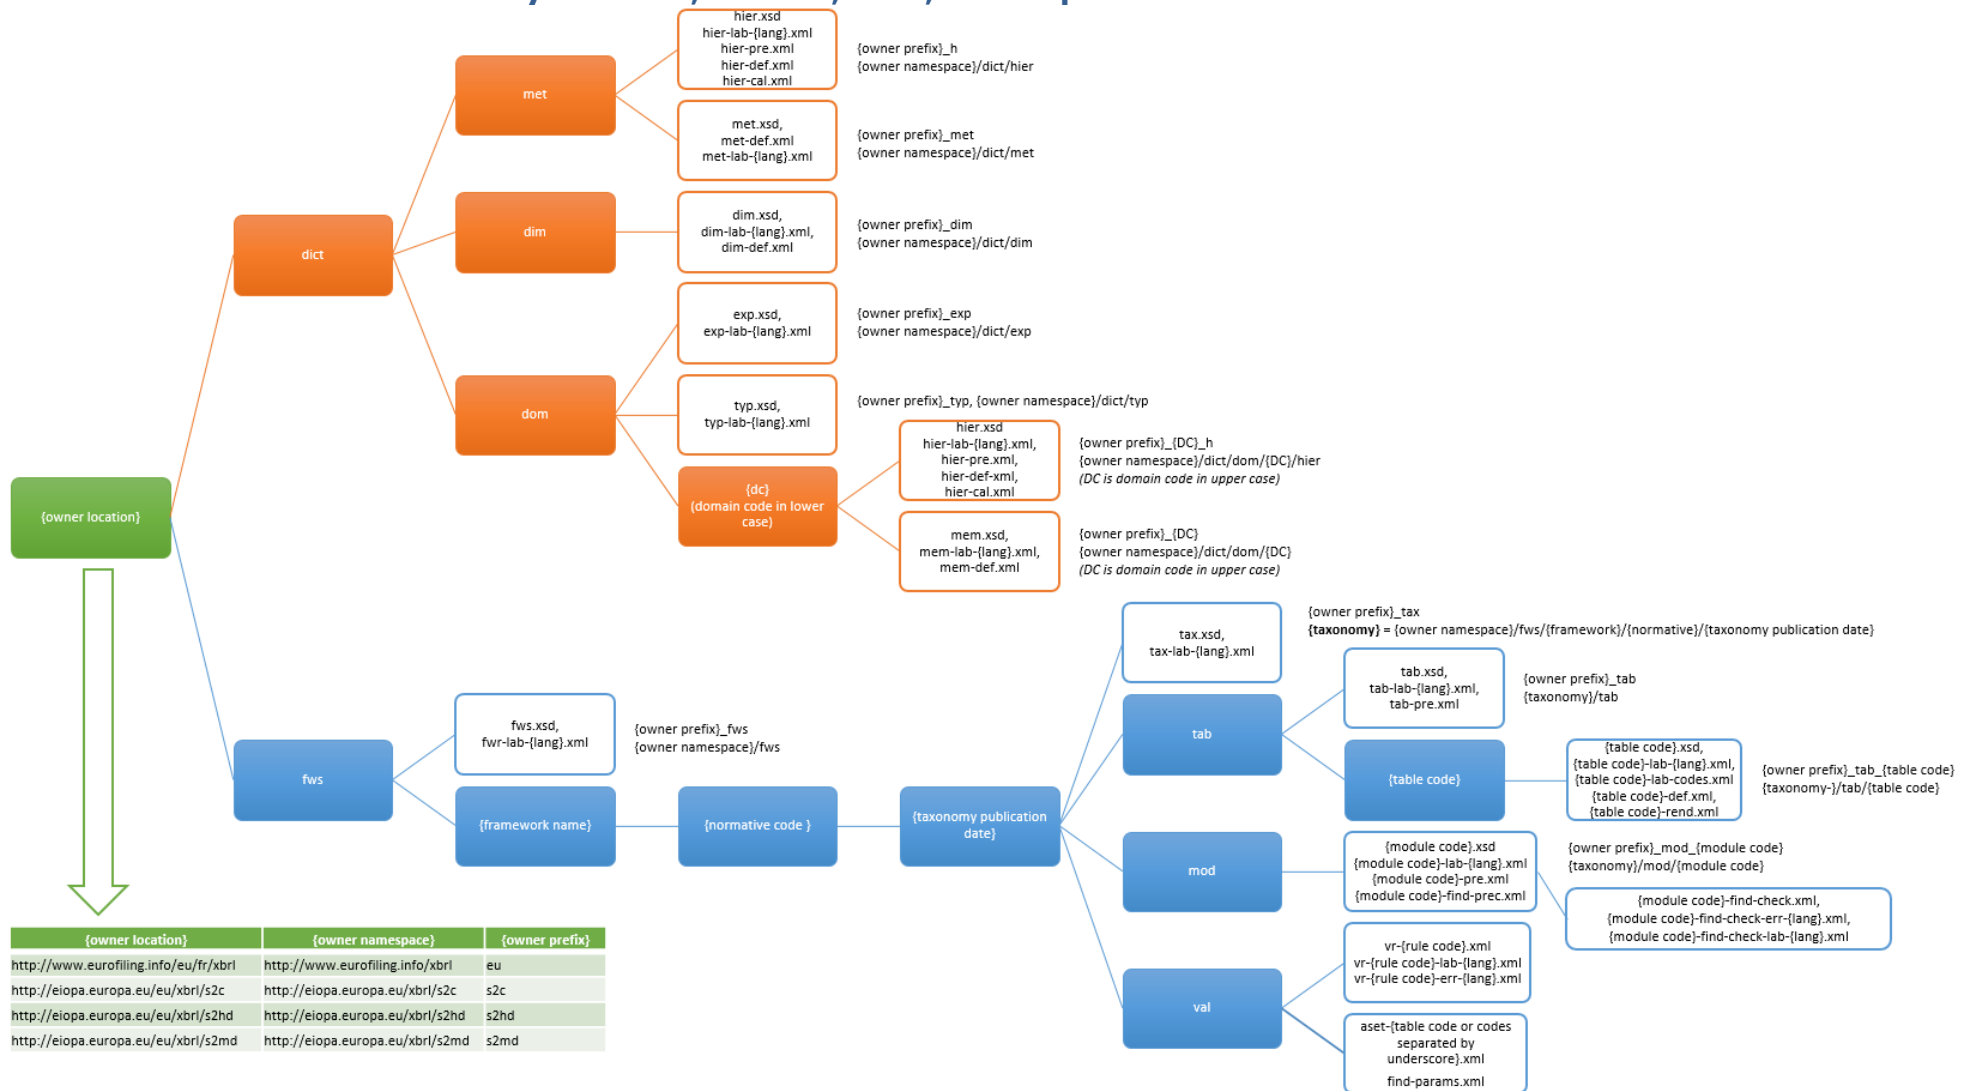 hier.xsd
hier-lab-{lang}.xml
hier-pre.xml
hier-def.xml
hier-cal.xml
{owner prefix}_h
{owner namespace}/dict/hier
met
met.xsd,
met-def.xml
met-lab-{lang}.xml
{owner prefix}_met
{owner namespace}/dict/met
dict
dim
dim.xsd,
dim-lab-{lang}.xml,
dim-def.xml
{owner prefix}_dim
{owner namespace}/dict/dim
exp.xsd,
exp-lab-{lang}.xml
{owner prefix}_exp
{owner namespace}/dict/exp
dom
typ.xsd,
typ-lab-{lang}.xml
{owner prefix}_typ, {owner namespace}/dict/typ
{dc}
(domain code in lower
case)
hier.xsd
hier-lab-{lang}.xml,
hier-pre.xml,
hier-def-xml,
hier-cal.xml
{owner prefix}_{DC}_h
{owner namespace}/dict/dom/{DC}/hier
(DC is domain code in upper case)
mem.xsd,
mem-lab-{lang}.xml,
mem-def.xml
{owner prefix}_{DC}
{owner namespace}/dict/dom/{DC}
(DC is domain code in upper case)
{owner location}
fws
fws.xsd,
fwr-lab-{lang}.xml
{owner prefix}_fws
{owner namespace}/fws
{framework name}
{normative code }
{taxonomy publication
date}
tax.xsd,
tax-lab-{lang}.xml
{owner prefix}_tax
{taxonomy} = {owner namespace}/fws/{framework}/{normative}/{taxonomy publication date}
tab
tab.xsd,
tab-lab-{lang}.xml,
tab-pre.xml
{owner prefix}_tab
{taxonomy}/tab
{table code}
{table code}.xsd,
{table code}-lab-{lang}.xml,
{table code}-lab-codes.xml
{table code}-def.xml,
{table code}-rend.xml
{owner prefix}_tab_{table code}
{taxonomy-}/tab/{table code}
mod
{module code}.xsd
{module code}-lab-{lang}.xml
{module code}-pre.xml
{module code}-find-prec.xml
{owner prefix}_mod_{module code}
{taxonomy}/mod/{module code}
{module code}-find-check.xml,
{module code}-find-check-err-{lang}.xml,
{module code}-find-check-lab-{lang}.xml
val
vr-{rule code}.xml
vr-{rule code}-lab-{lang}.xml
vr-{rule code}-err-{lang}.xml
aset-{table code or codes
separated by
underscore}.xml
find-params.xml
{owner location} {owner namespace} {owner prefix}
http://www.eurofiling.info/eu/fr/xbrl http://www.eurofiling.info/xbrl eu
http://eiopa.europa.eu/eu/xbrl/s2c http://eiopa.europa.eu/xbrl/s2c s2c
http://eiopa.europa.eu/eu/xbrl/s2hd http://eiopa.europa.eu/xbrl/s2hd s2hd
http://eiopa.europa.eu/eu/xbrl/s2md http://eiopa.europa.eu/xbrl/s2md s2md